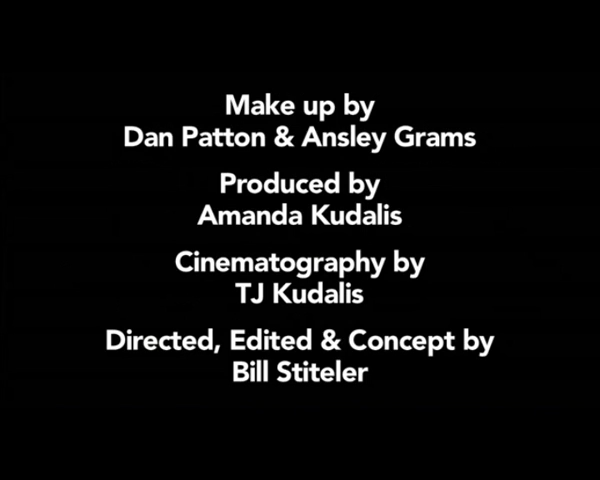 Make up by
Dan Patton & Ansley Grams
Produced by
Amanda Kudalis
Cinematography by
TJ Kudalis
Directed, Edited & Concept by
Bill Stiteler